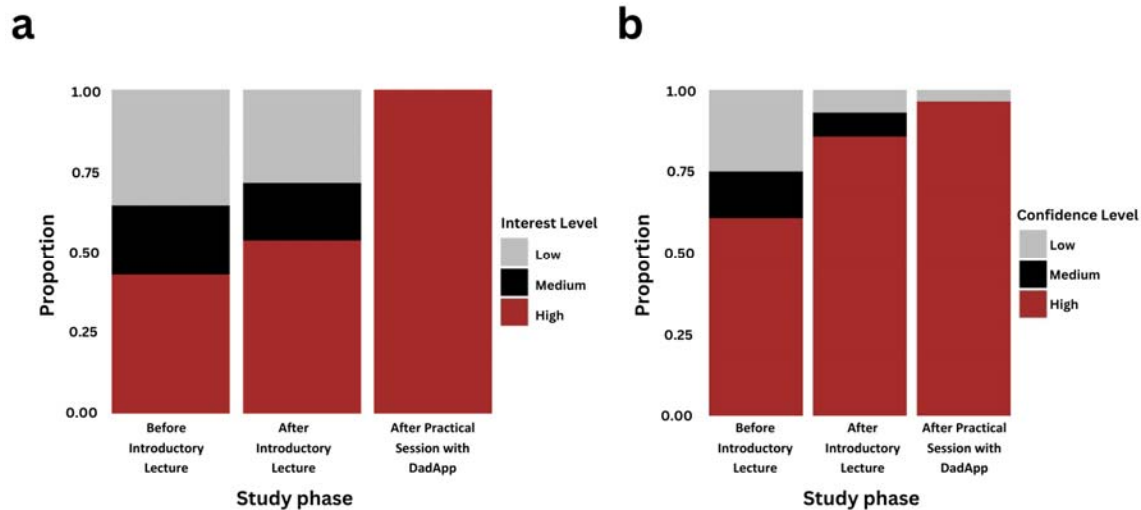 a
1.00
0.75
0.50
0.25
0.00
Proportion
Before
Introductory
Lecture
After
Introductory
Lecture
After Practical
Session with
DadApp
Study phase
Interest Level
Low
Medium
High
b
1.00
0.75
0.50
0.25
0.00
Proportion
Before
Introductory
Lecture
After
Introductory
Lecture
After Practical
Session with
DadApp
Study phase
Confidence Level
Low
Medium
High